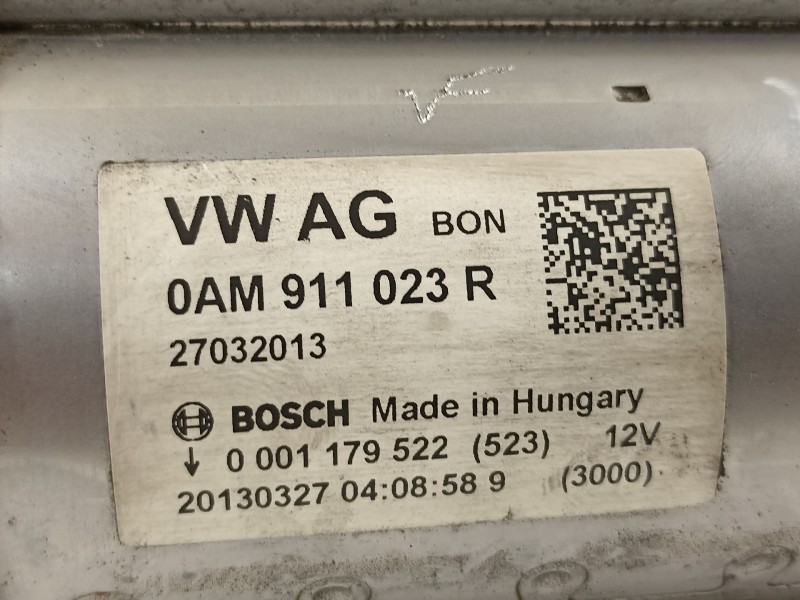 VW AG BON
0AM 911 023 R
27032013
BOSCH Made in Hungary
↓ 0 001 179 522 (523) 12V
20130327 04:08:58 9 (3000)